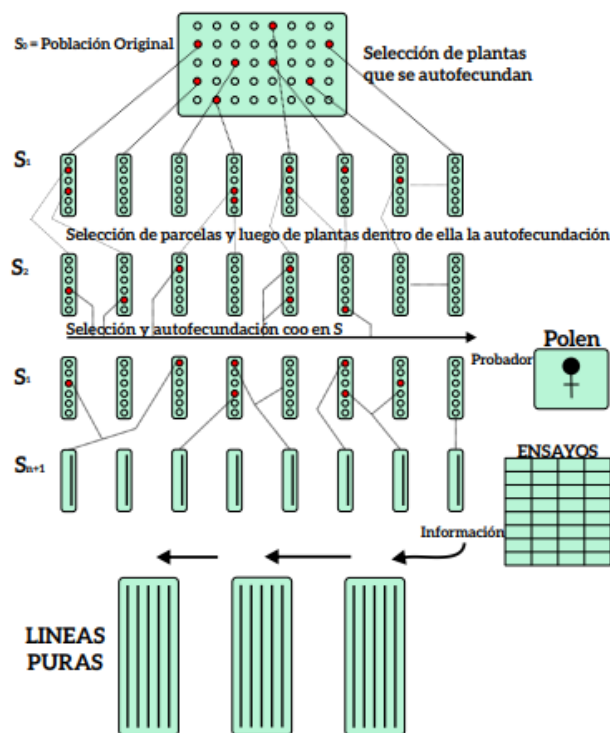 S₀ = Población Original
Selección de plantas
que se autofecundan
S₁
Selección de parcelas y luego de plantas dentro de ella la autofecundación
S₂
Selección y autofecundación coo en S
Polen
Probador
S₁
Sₙ₊₁
ENSAYOS
Información
LINEAS
PURAS